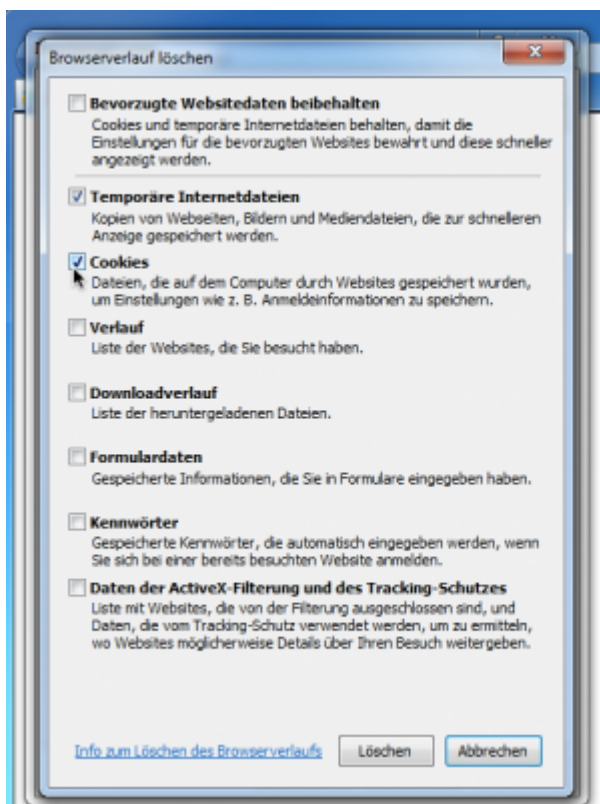 Browserverlauf löschen
Bevorzugte Websitedaten beibehalten
Cookies und temporäre Internetdateien behalten, damit die
Einstellungen für die bevorzugten Websites bewahrt und diese schneller
angezeigt werden.
Temporäre Internetdateien
Kopien von Webseiten, Bildern und Mediendateien, die zur schnelleren
Anzeige gespeichert werden.
Cookies
Dateien, die auf dem Computer durch Websites gespeichert wurden,
um Einstellungen wie z. B. Anmeldeinformationen zu speichern.
Verlauf
Liste der Websites, die Sie besucht haben.
Downloadverlauf
Liste der heruntergeladenen Dateien.
Formulardaten
Gespeicherte Informationen, die Sie in Formulare eingegeben haben.
Kennwörter
Gespeicherte Kennwörter, die automatisch eingegeben werden, wenn
Sie sich bei einer bereits besuchten Website anmelden.
Daten der ActiveX-Filterung und des Tracking-Schutzes
Liste mit Websites, die von der Filterung ausgeschlossen sind, und
Daten, die vom Tracking-Schutz verwendet werden, um zu ermitteln,
wo Websites möglicherweise Details über Ihren Besuch weitergeben.
Info zum Löschen des Browserverlaufs Löschen Abbrechen